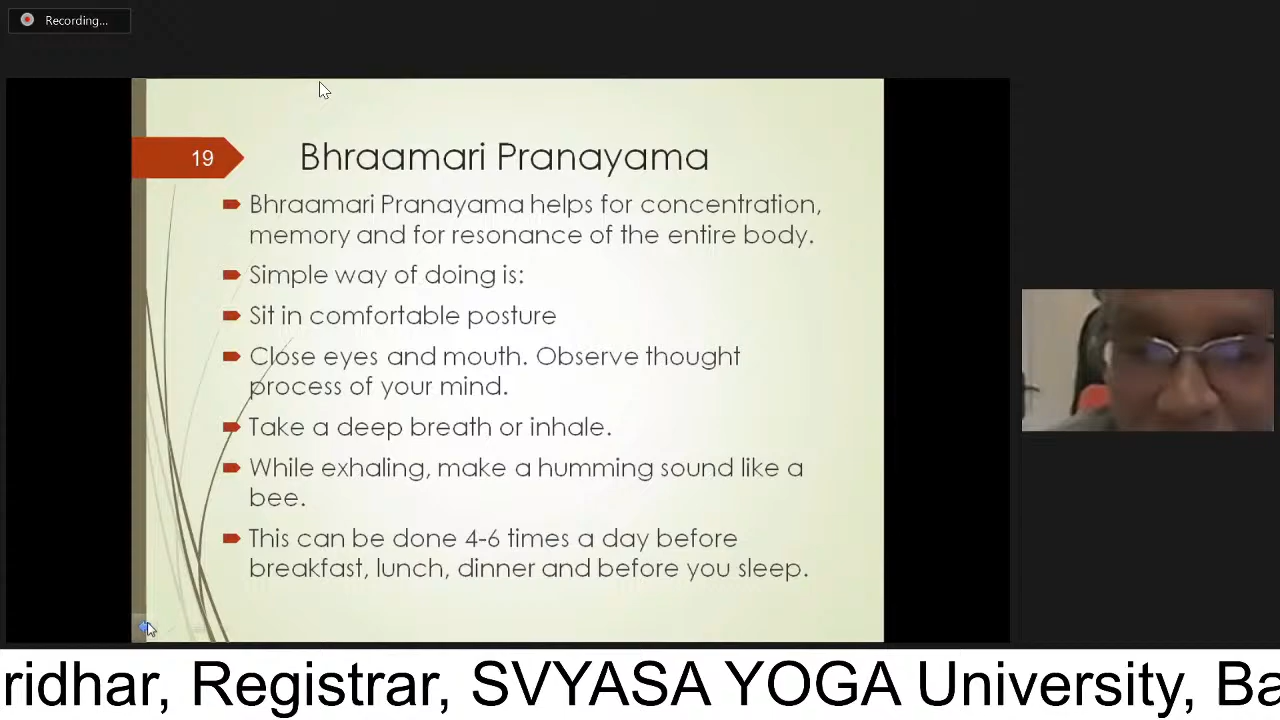 Recording...
19
Bhraamari Pranayama
Bhraamari Pranayama helps for concentration,
memory and for resonance of the entire body.
Simple way of doing is:
Sit in comfortable posture
Close eyes and mouth. Observe thought
process of your mind.
Take a deep breath or inhale.
While exhaling, make a humming sound like a
bee.
This can be done 4-6 times a day before
breakfast, lunch, dinner and before you sleep.
ridhar, Registrar, SVYASA YOGA University, Ba